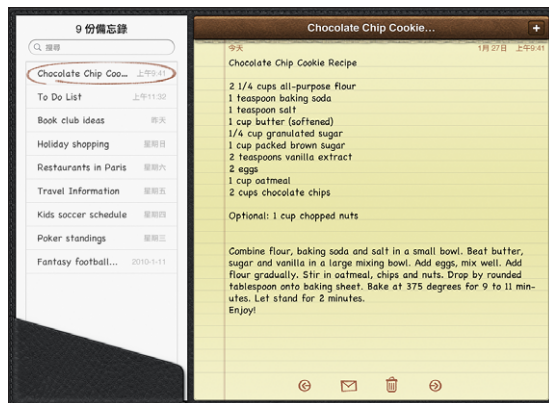 9 份備忘錄
搜尋
Chocolate Chip Coo... 上午9:41
To Do List 上午11:32
Book club ideas 昨天
Holiday shopping 星期日
Restaurants in Paris 星期六
Travel Information 星期五
Kids soccer schedule 星期四
Poker standings 星期三
Fantasy football... 2010-1-11
Chocolate Chip Cookie...
+
今天 1月 27日 上午9:41
Chocolate Chip Cookie Recipe
2 1/4 cups all-purpose flour
1 teaspoon baking soda
1 teaspoon salt
1 cup butter (softened)
1/4 cup granulated sugar
1 cup packed brown sugar
2 teaspoons vanilla extract
2 eggs
1 cup oatmeal
2 cups chocolate chips
Optional: 1 cup chopped nuts
Combine flour, baking soda and salt in a small bowl. Beat butter,
sugar and vanilla in a large mixing bowl. Add eggs, mix well. Add
flour gradually. Stir in oatmeal, chips and nuts. Drop by rounded
tablespoon onto baking sheet. Bake at 375 degrees for 9 to 11 min-
utes. Let stand for 2 minutes.
Enjoy!